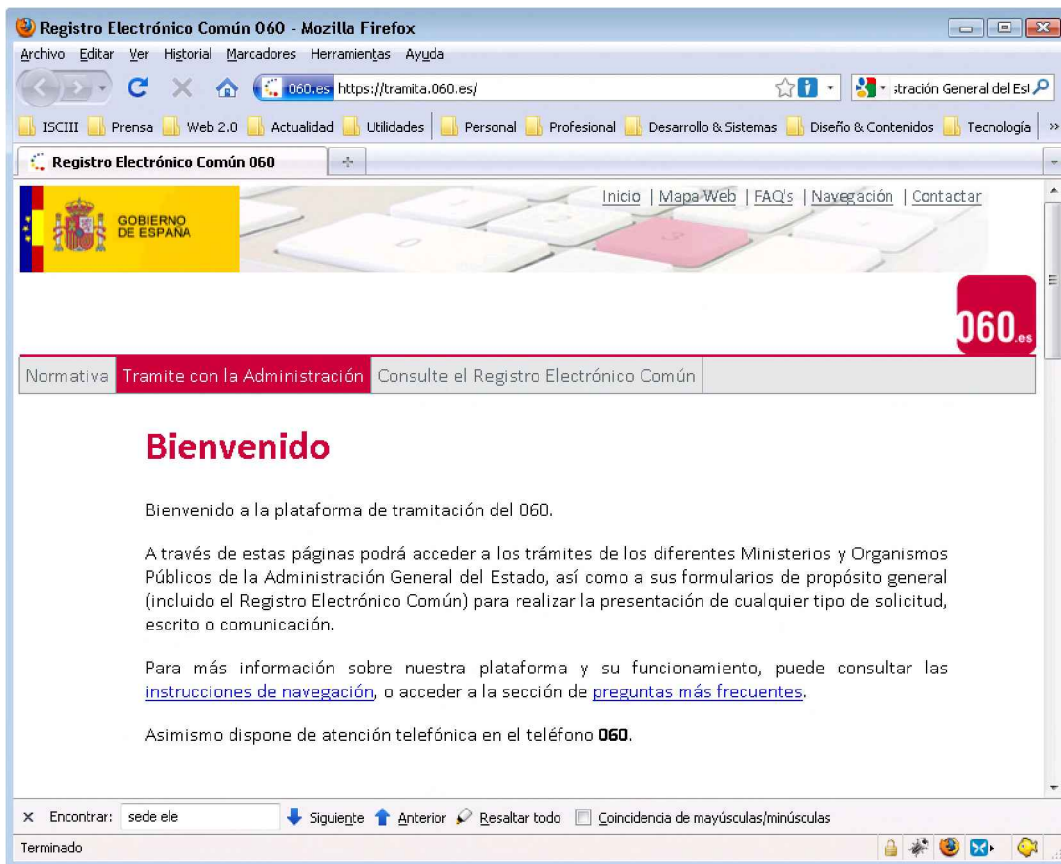 Registro Electrónico Común 060 - Mozilla Firefox
Archivo Editar Ver Historial Marcadores Herramientas Ayuda
060.es https://tramita.060.es/
stración General del Est
ISCIII Prensa Web 2.0 Actualidad Utilidades Personal Profesional Desarrollo & Sistemas Diseño & Contenidos Tecnología »
Registro Electrónico Común 060
GOBIERNO
DE ESPAÑA
Inicio | Mapa Web | FAQ's | Navegación | Contactar
060.es
Normativa Tramite con la Administración Consulte el Registro Electrónico Común
Bienvenido
Bienvenido a la plataforma de tramitación del 060.
A través de estas páginas podrá acceder a los trámites de los diferentes Ministerios y Organismos
Públicos de la Administración General del Estado, así como a sus formularios de propósito general
(incluido el Registro Electrónico Común) para realizar la presentación de cualquier tipo de solicitud,
escrito o comunicación.
Para más información sobre nuestra plataforma y su funcionamiento, puede consultar las
instrucciones de navegación, o acceder a la sección de preguntas más frecuentes.
Asimismo dispone de atención telefónica en el teléfono 060.
Encontrar: sede ele Siguiente Anterior Resaltar todo Coincidencia de mayúsculas/minúsculas
Terminado